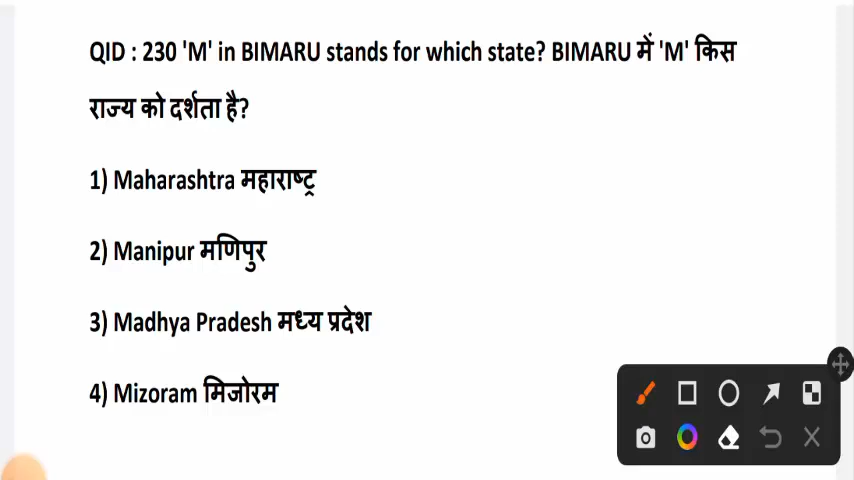 QID : 230 'M' in BIMARU stands for which state? BIMARU में 'M' किस
राज्य को दर्शता है?
1) Maharashtra महाराष्ट्र
2) Manipur मणिपुर
3) Madhya Pradesh मध्य प्रदेश
4) Mizoram मिजोरम